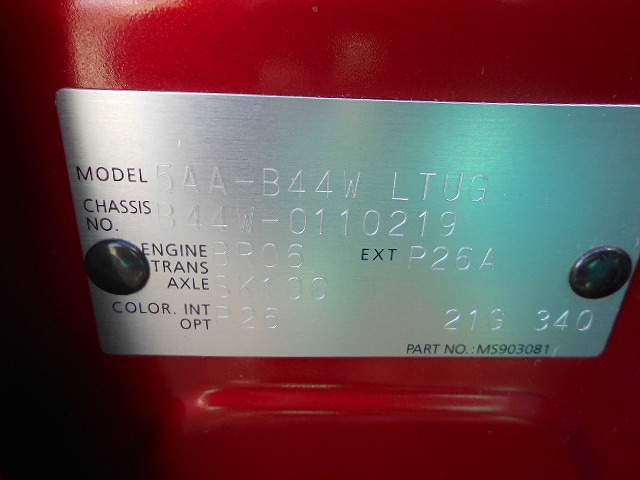 MODEL 5AA-B44W LTUG
CHASSIS NO. B44W-0110219
ENGINE BR06 EXT P26A
TRANS AXLE SK100
COLOR. INT P26
OPT 21G 340
PART NO.: MS903081